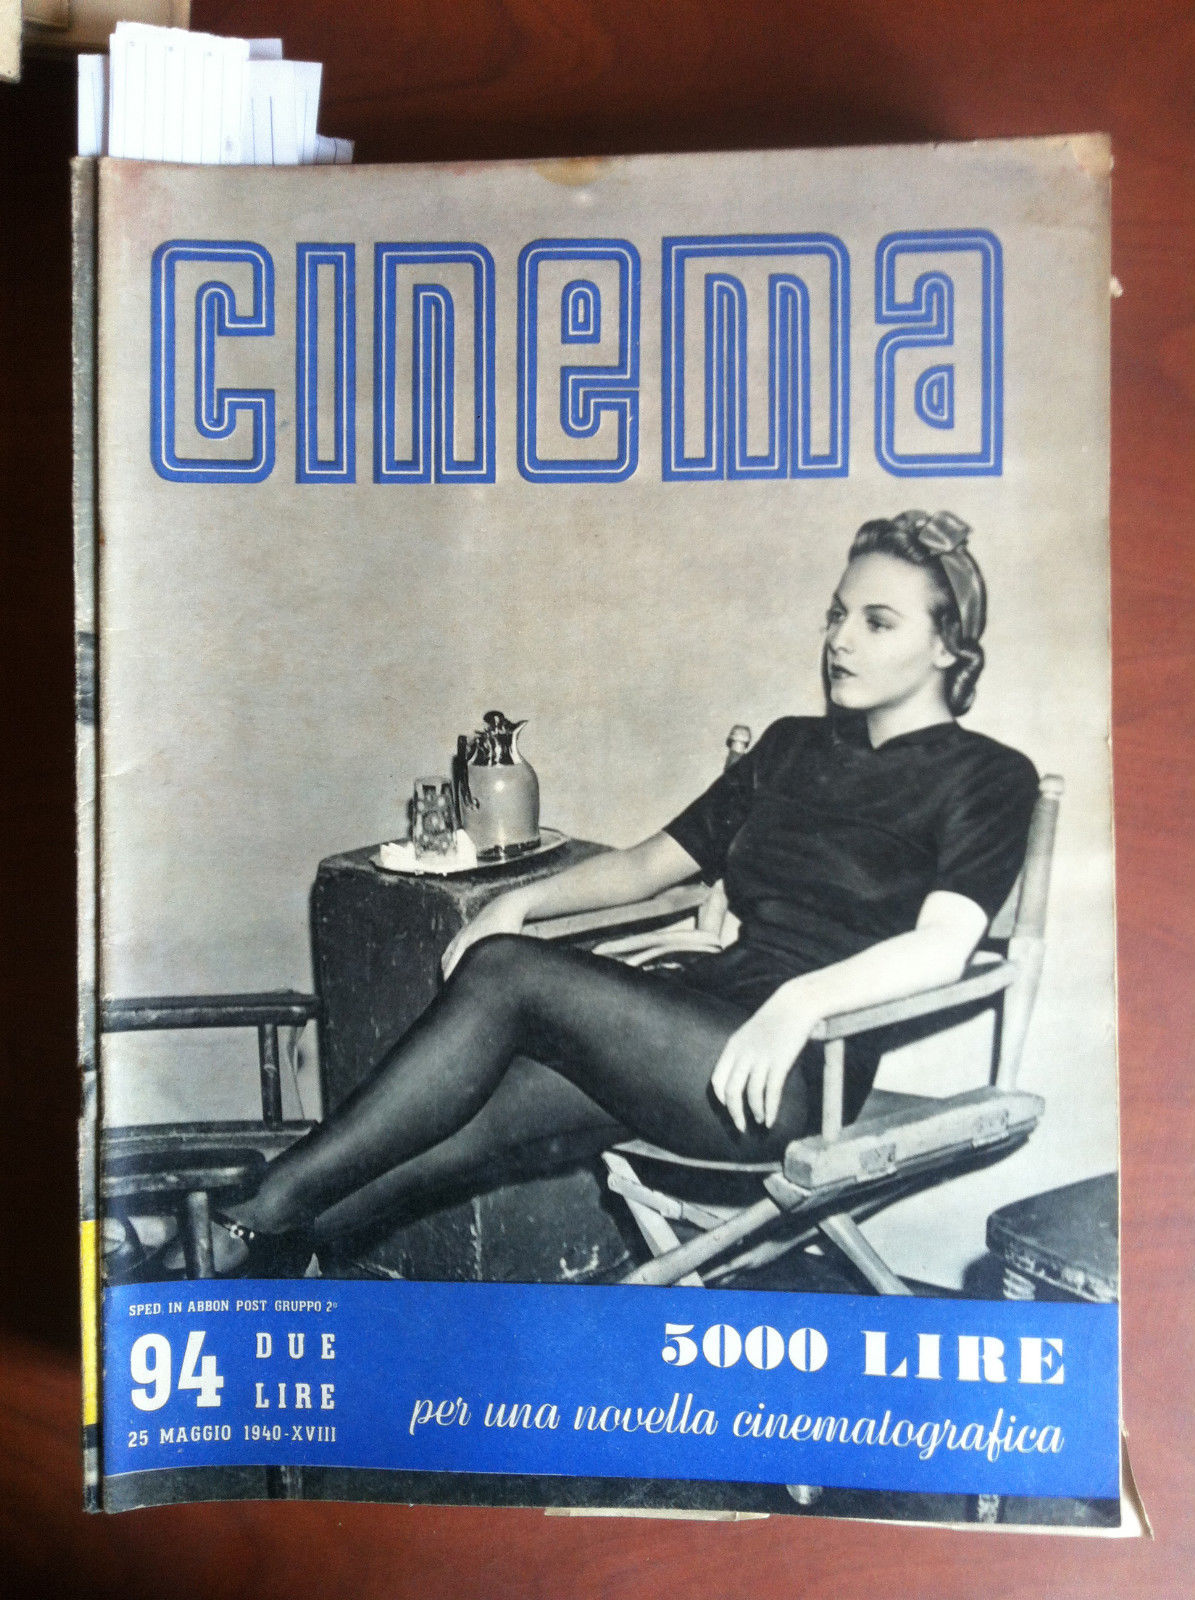 cinema
SPED. IN ABBON POST GRUPPO 2º
94
DUE
LIRE
25 MAGGIO 1940-XVIII
5000 LIRE
per una novella cinematografica